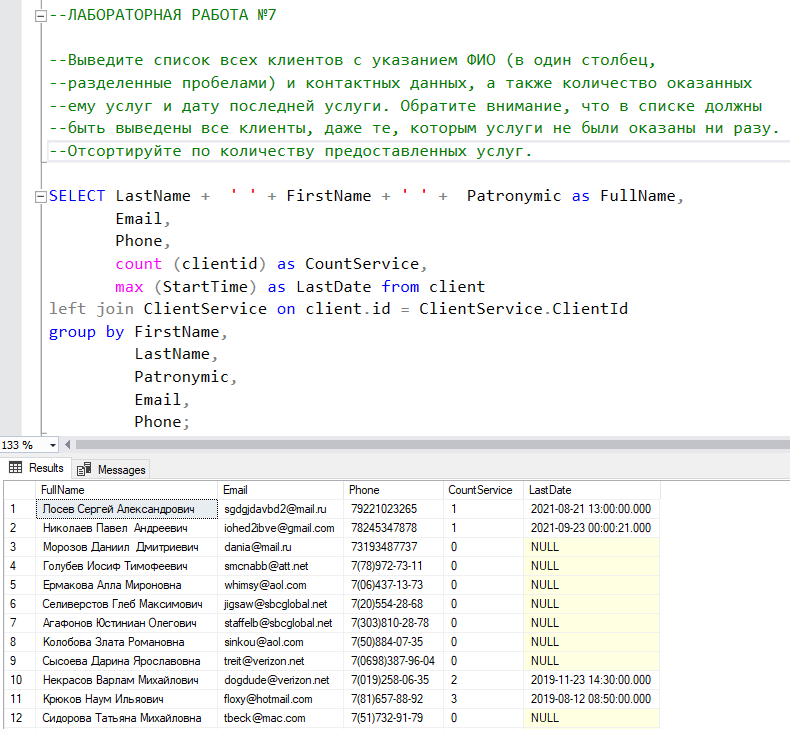 --ЛАБОРАТОРНАЯ РАБОТА №7
--Выведите список всех клиентов с указанием ФИО (в один столбец,
--разделенные пробелами) и контактных данных, а также количество оказанных
--ему услуг и дату последней услуги. Обратите внимание, что в списке должны
--быть выведены все клиенты, даже те, которым услуги не были оказаны ни разу.
--Отсортируйте по количеству предоставленных услуг.
SELECT LastName +  ' ' + FirstName + ' ' +  Patronymic as FullName,
Email,
Phone,
count (clientid) as CountService,
max (StartTime) as LastDate from client
left join ClientService on client.id = ClientService.ClientId
group by FirstName,
LastName,
Patronymic,
Email,
Phone;
133 %
Results Messages
FullName Email Phone CountService LastDate
1 Лосев Сергей Александрович sgdgjdavbd2@mail.ru 79221023265 1 2021-08-21 13:00:00.000
2 Николаев Павел  Андреевич iohed2ibve@gmail.com 78245347878 1 2021-09-23 00:00:21.000
3 Морозов Даниил  Дмитриевич dania@mail.ru 73193487737 0 NULL
4 Голубев Иосиф Тимофеевич smcnabb@att.net 7(78)972-73-11 0 NULL
5 Ермакова Алла Мироновна whimsy@aol.com 7(06)437-13-73 0 NULL
6 Селиверстов Глеб Максимович jigsaw@sbcglobal.net 7(20)554-28-68 0 NULL
7 Агафонов Юстиниан Олегович staffelb@sbcglobal.net 7(303)810-28-78 0 NULL
8 Колобова Злата Романовна sinkou@aol.com 7(50)884-07-35 0 NULL
9 Сысоева Дарина Ярославовна treit@verizon.net 7(0698)387-96-04 0 NULL
10 Некрасов Варлам Михайлович dogdude@verizon.net 7(019)258-06-35 2 2019-11-23 14:30:00.000
11 Крюков Наум Ильяович floxy@hotmail.com 7(81)657-88-92 3 2019-08-12 08:50:00.000
12 Сидорова Татьяна Михайловна tbeck@mac.com 7(51)732-91-79 0 NULL